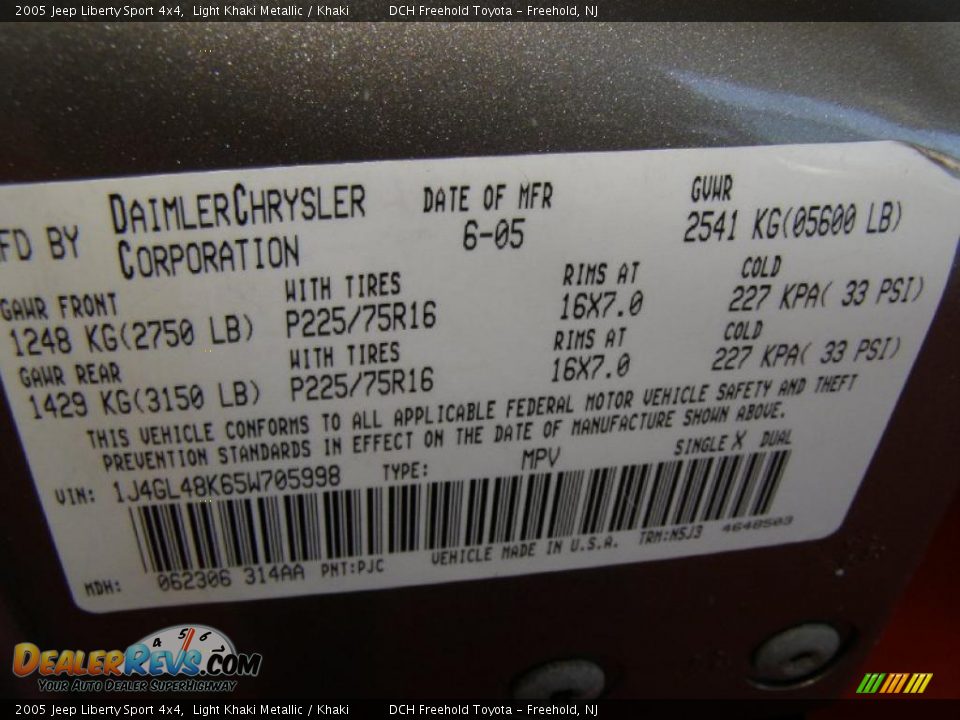 2005 Jeep Liberty Sport 4x4,  Light Khaki Metallic / Khaki    DCH Freehold Toyota - Freehold, NJ
FD BY DAIMLERCHRYSLER CORPORATION DATE OF MFR 6-05 GVWR 2541 KG(05600 LB)
GAWR FRONT WITH TIRES RIMS AT COLD
1248 KG(2750 LB) P225/75R16 16X7.0 227 KPA( 33 PSI)
GAWR REAR WITH TIRES RIMS AT COLD
1429 KG(3150 LB) P225/75R16 16X7.0 227 KPA( 33 PSI)
THIS VEHICLE CONFORMS TO ALL APPLICABLE FEDERAL MOTOR VEHICLE SAFETY AND THEFT
PREVENTION STANDARDS IN EFFECT ON THE DATE OF MANUFACTURE SHOWN ABOVE.
VIN: 1J4GL48K65W705998 TYPE: MPV SINGLE X DUAL
MDH: 062306 314AA PNT:PJC VEHICLE MADE IN U.S.A. TRM:N5J3 4648503
4 5 6
DEALERREVS.COM
YOUR AUTO DEALER SUPERHIGHWAY
2005 Jeep Liberty Sport 4x4,  Light Khaki Metallic / Khaki    DCH Freehold Toyota - Freehold, NJ